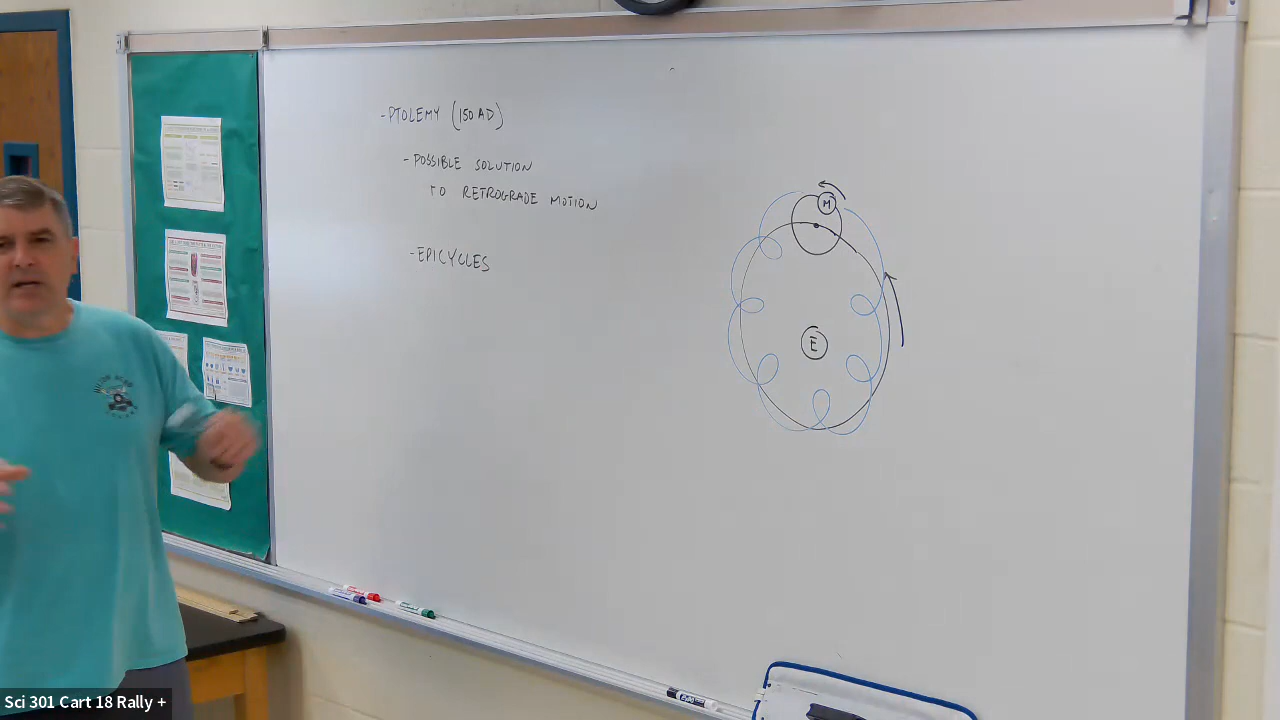 -PTOLEMY (150 AD)
-POSSIBLE SOLUTION
TO RETROGRADE MOTION
-EPICYCLES
M
E
Sci 301 Cart 18 Rally +